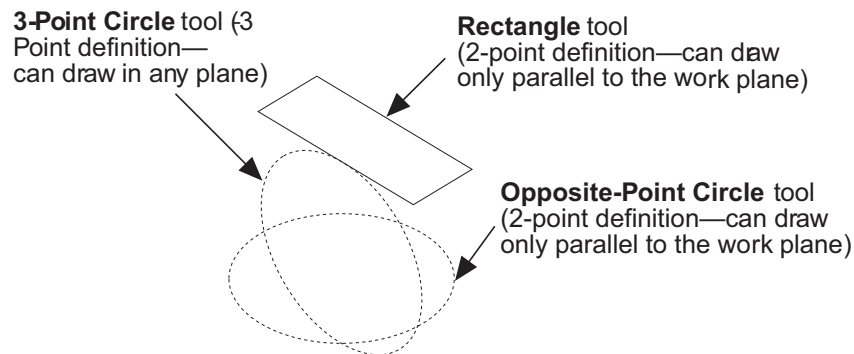 3-Point Circle tool (-3
Point definition—
can draw in any plane)
Rectangle tool
(2-point definition—can draw
only parallel to the work plane)
Opposite-Point Circle tool
(2-point definition—can draw
only parallel to the work plane)